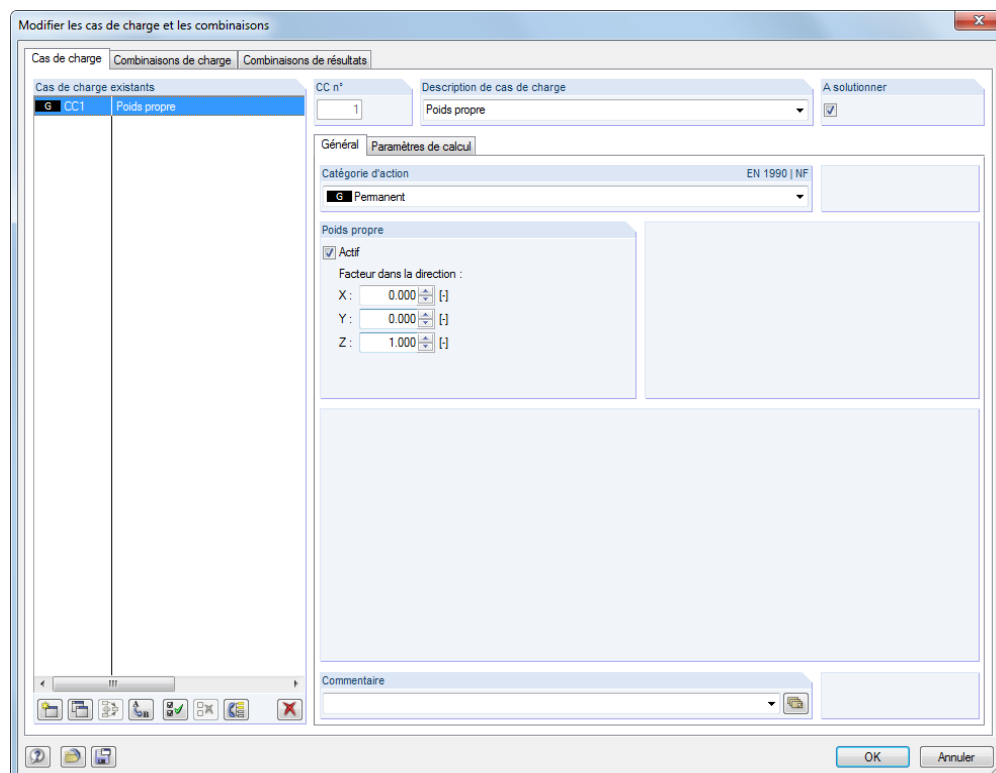 Modifier les cas de charge et les combinaisons
Cas de charge Combinaisons de charge Combinaisons de résultats
Cas de charge existants
G CC1 Poids propre
CC n° Description de cas de charge A solutionner
1 Poids propre
Général Paramètres de calcul
Catégorie d'action EN 1990 | NF
G Permanent
Poids propre
Actif
Facteur dans la direction :
X : 0.000 [-]
Y : 0.000 [-]
Z : 1.000 [-]
Commentaire
OK Annuler